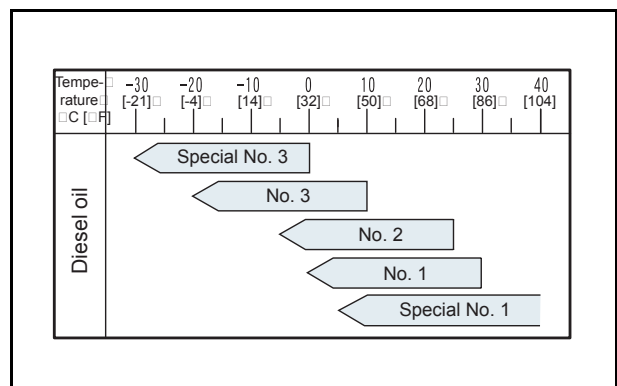 Tempe-□ -30 -20 -10 0 10 20 30 40
rature□ [-21]□ [-4]□ [14]□ [32]□ [50]□ [68]□ [86]□ [104]
□C [□F]
Diesel oil
Special No. 3
No. 3
No. 2
No. 1
Special No. 1